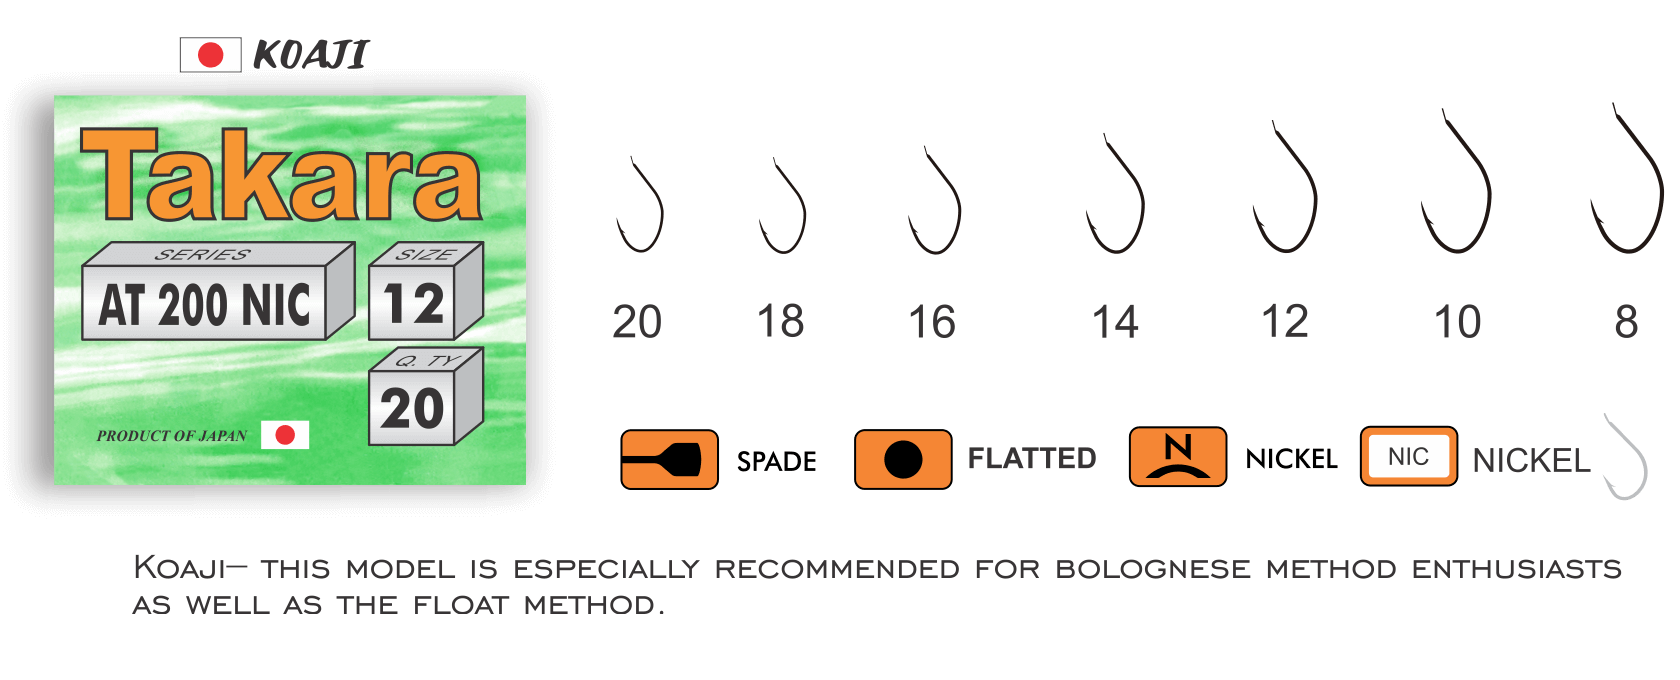 KOAJI
Takara
SERIES
AT 200 NIC
SIZE
12
Q. TY
20
PRODUCT OF JAPAN
20 18 16 14 12 10 8
SPADE FLATTED N NICKEL NIC NICKEL
KOAJI– THIS MODEL IS ESPECIALLY RECOMMENDED FOR BOLOGNESE METHOD ENTHUSIASTS
AS WELL AS THE FLOAT METHOD.